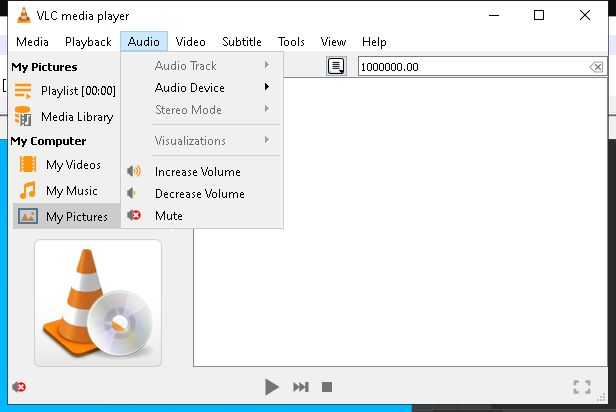 VLC media player
Media Playback Audio Video Subtitle Tools View Help
My Pictures
Playlist [00:00]
Media Library
My Computer
My Videos
My Music
My Pictures
Audio Track
Audio Device
Stereo Mode
Visualizations
Increase Volume
Decrease Volume
Mute
1000000.00